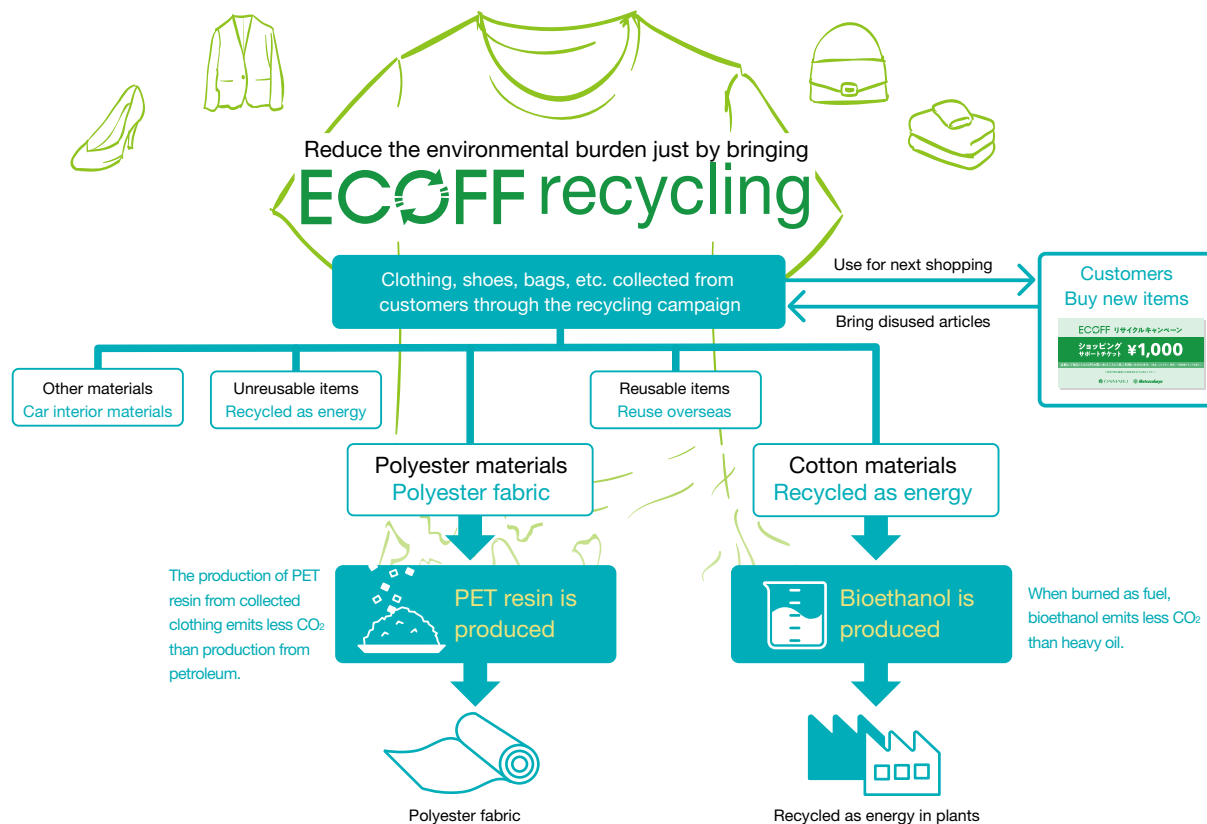 Reduce the environmental burden just by bringing
ECOFF recycling
Clothing, shoes, bags, etc. collected from
customers through the recycling campaign
Use for next shopping
Bring disused articles
Customers
Buy new items
ECOFF リサイクルキャンペーン
ショッピング
サポートチケット ¥1,000
Other materials
Car interior materials
Unreusable items
Recycled as energy
Reusable items
Reuse overseas
Polyester materials
Polyester fabric
Cotton materials
Recycled as energy
The production of PET
resin from collected
clothing emits less CO₂
than production from
petroleum.
PET resin is
produced
Bioethanol is
produced
When burned as fuel,
bioethanol emits less CO₂
than heavy oil.
Polyester fabric
Recycled as energy in plants